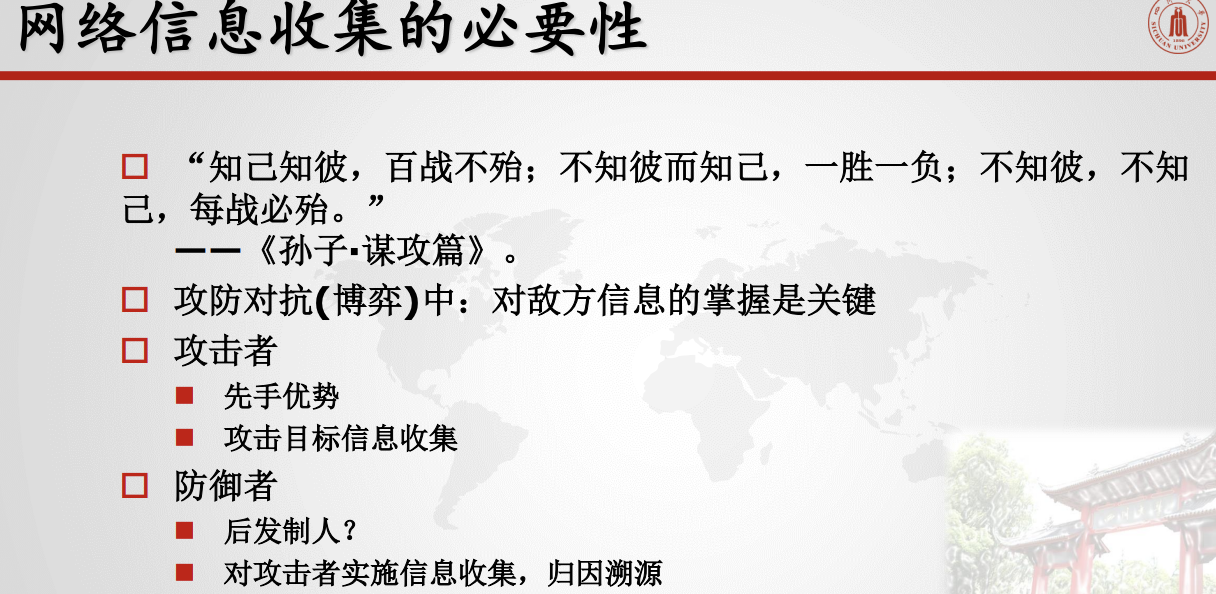 网络信息收集的必要性
“知己知彼，百战不殆；不知彼而知己，一胜一负；不知彼，不知
己，每战必殆。”
——《孙子·谋攻篇》。
攻防对抗(博弈)中：对敌方信息的掌握是关键
攻击者
先手优势
攻击目标信息收集
防御者
后发制人？
对攻击者实施信息收集，归因溯源
SICHUAN UNIVERSITY
1896